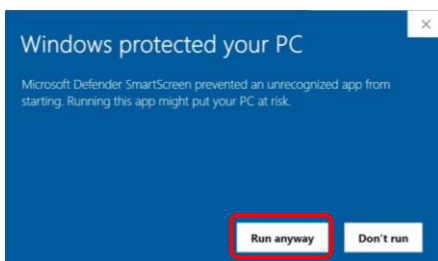 Windows protected your PC
Microsoft Defender SmartScreen prevented an unrecognized app from
starting. Running this app might put your PC at risk.
Run anyway
Don't run